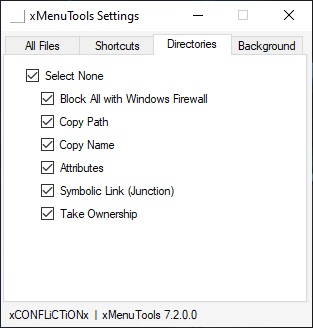 xMenuTools Settings
All Files Shortcuts Directories Background
Select None
Block All with Windows Firewall
Copy Path
Copy Name
Attributes
Symbolic Link (Junction)
Take Ownership
xCONFLiCTiONx | xMenuTools 7.2.0.0